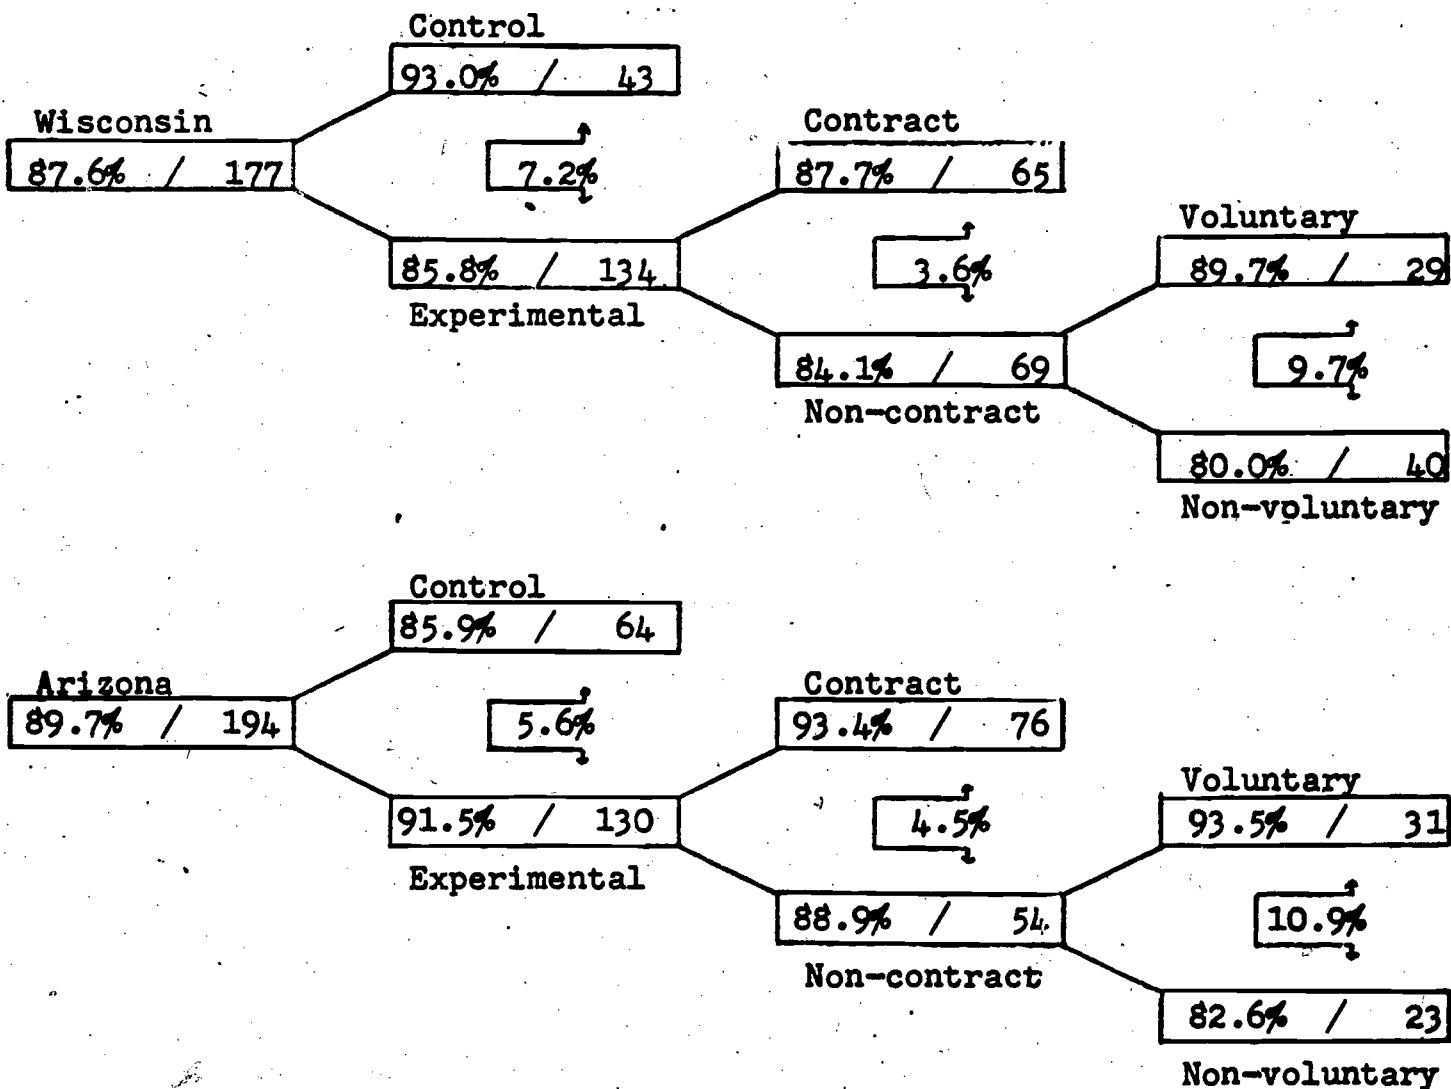 Control
93.0% / 43
Wisconsin
87.6% / 177
7.2%
Contract
87.7% / 65
85.8% / 134
Experimental
3.6%
Voluntary
89.7% / 29
84.1% / 69
Non-contract
9.7%
80.0% / 40
Non-voluntary
Control
85.9% / 64
Arizona
89.7% / 194
5.6%
Contract
93.4% / 76
91.5% / 130
Experimental
4.5%
Voluntary
93.5% / 31
88.9% / 54
Non-contract
10.9%
82.6% / 23
Non-voluntary